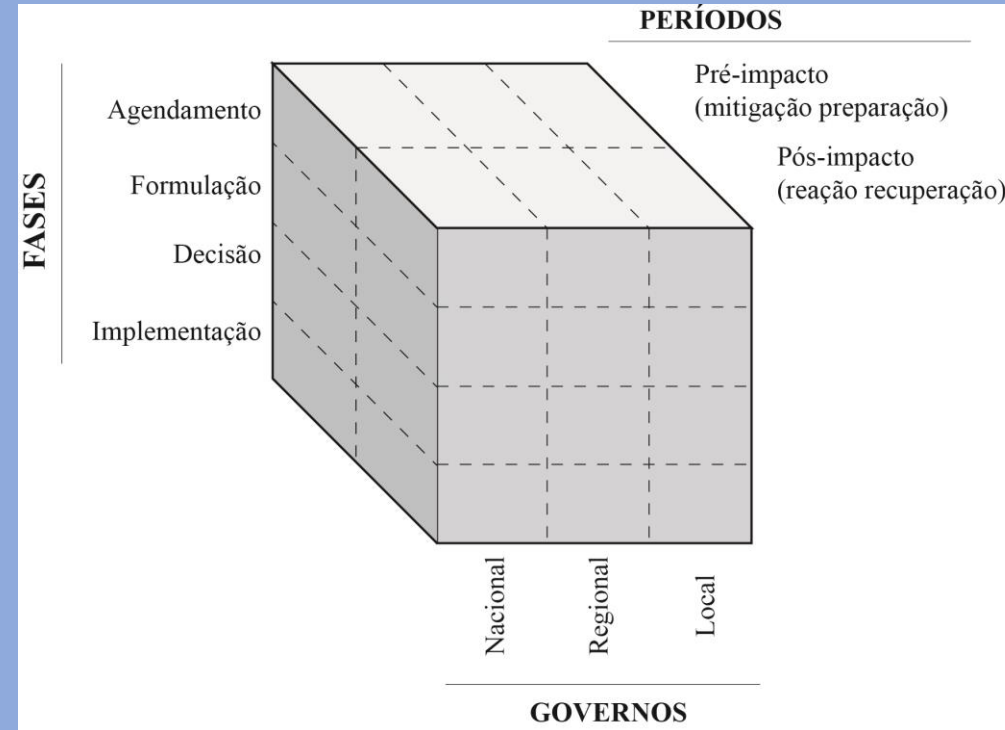 PERÍODOS
Pré-impacto
(mitigação preparação)
Pós-impacto
(reação recuperação)
FASES
Agendamento
Formulação
Decisão
Implementação
Nacional
Regional
Local
GOVERNOS